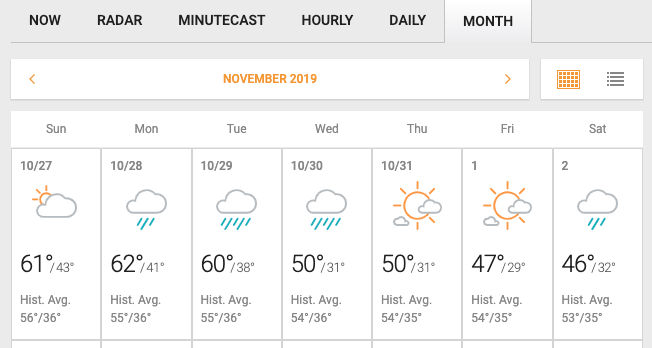 NOW RADAR MINUTECAST HOURLY DAILY MONTH
NOVEMBER 2019
Sun Mon Tue Wed Thu Fri Sat
10/27 10/28 10/29 10/30 10/31 1 2
61°/43° 62°/41° 60°/38° 50°/31° 50°/31° 47°/29° 46°/32°
Hist. Avg. Hist. Avg. Hist. Avg. Hist. Avg. Hist. Avg. Hist. Avg. Hist. Avg.
56°/36° 55°/36° 55°/36° 54°/36° 54°/35° 54°/35° 53°/35°